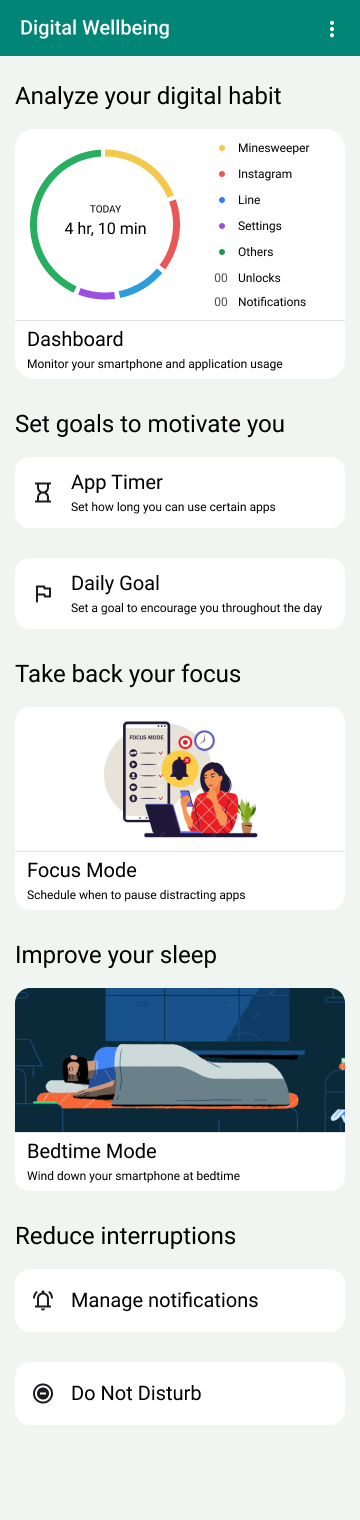 Digital Wellbeing
Analyze your digital habit
TODAY
4 hr, 10 min
Minesweeper
Instagram
Line
Settings
Others
00 Unlocks
00 Notifications
Dashboard
Monitor your smartphone and application usage
Set goals to motivate you
App Timer
Set how long you can use certain apps
Daily Goal
Set a goal to encourage you throughout the day
Take back your focus
FOCUS MODE
Focus Mode
Schedule when to pause distracting apps
Improve your sleep
Bedtime Mode
Wind down your smartphone at bedtime
Reduce interruptions
Manage notifications
Do Not Disturb